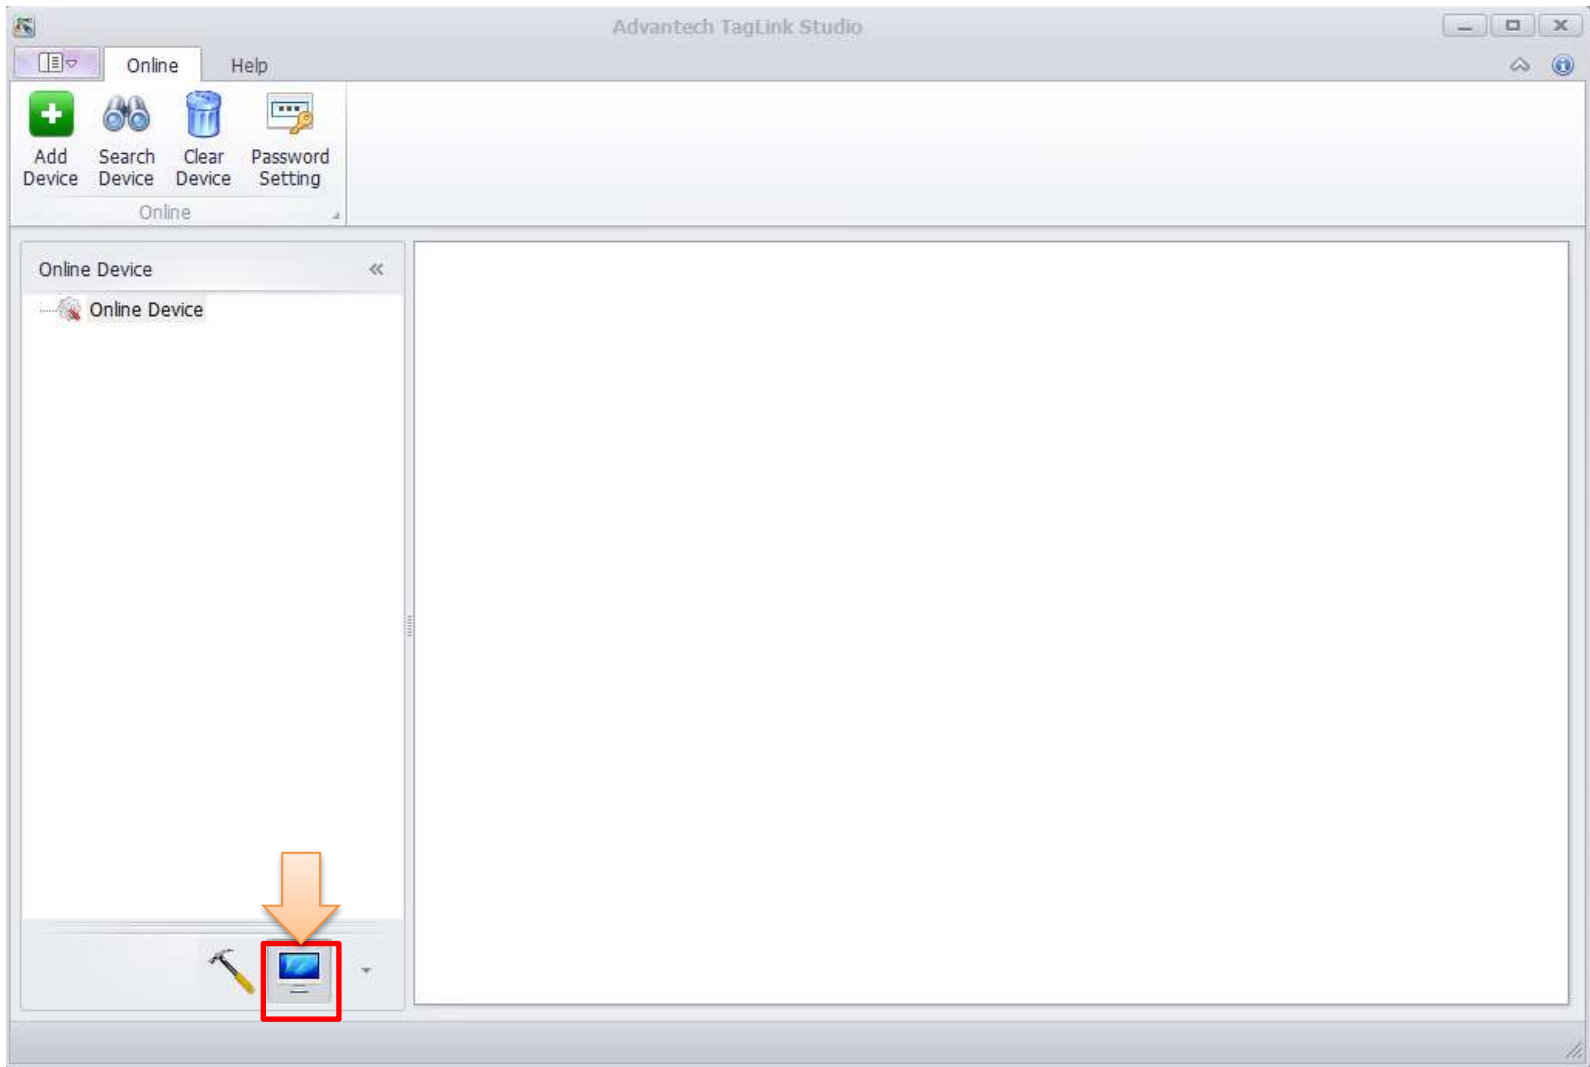 Advantech TagLink Studio
Online Help
Add Device
Search Device
Clear Device
Password Setting
Online
Online Device
Online Device